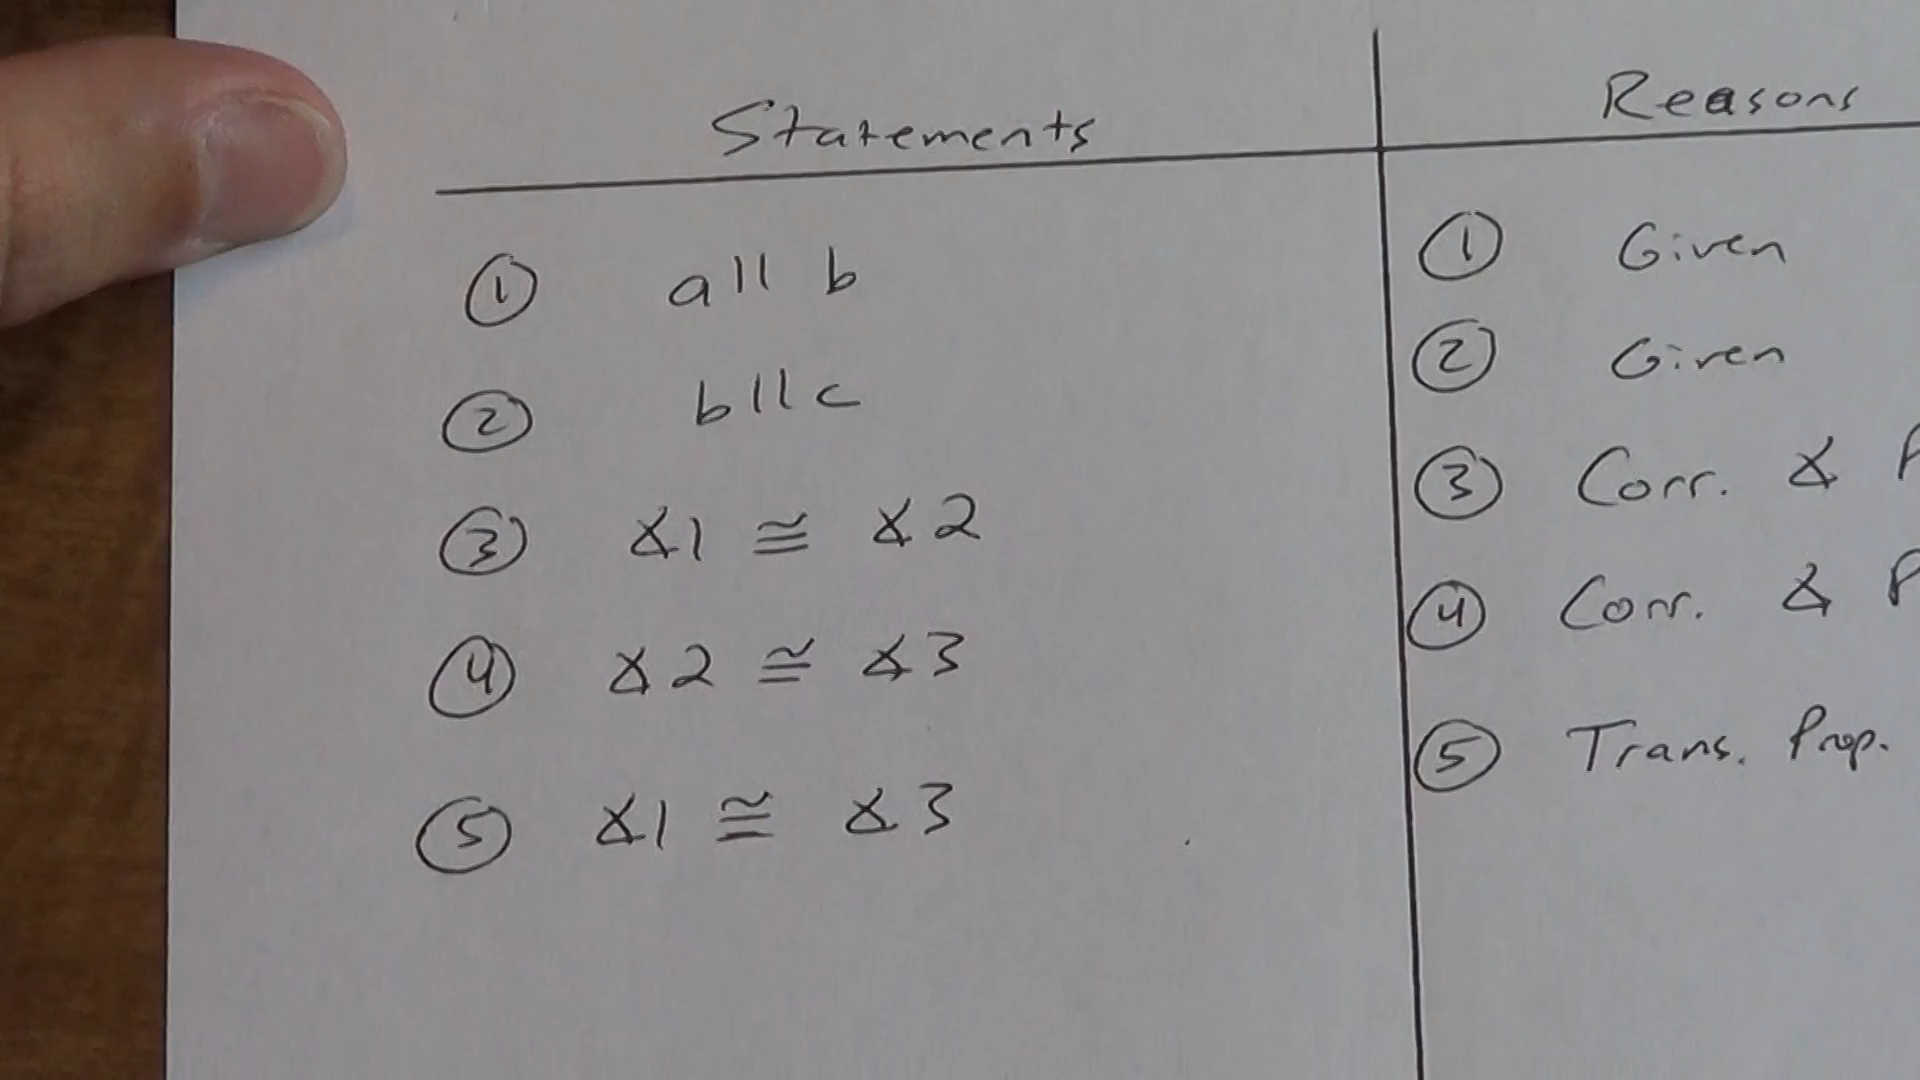 Statements Reasons
① a || b ① Given
② b || c ② Given
③ ∡1 ≅ ∡2 ③ Corr. ∡
④ ∡2 ≅ ∡3 ④ Corr. ∡
⑤ ∡1 ≅ ∡3 ⑤ Trans. Prop.